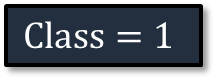 Class = 1